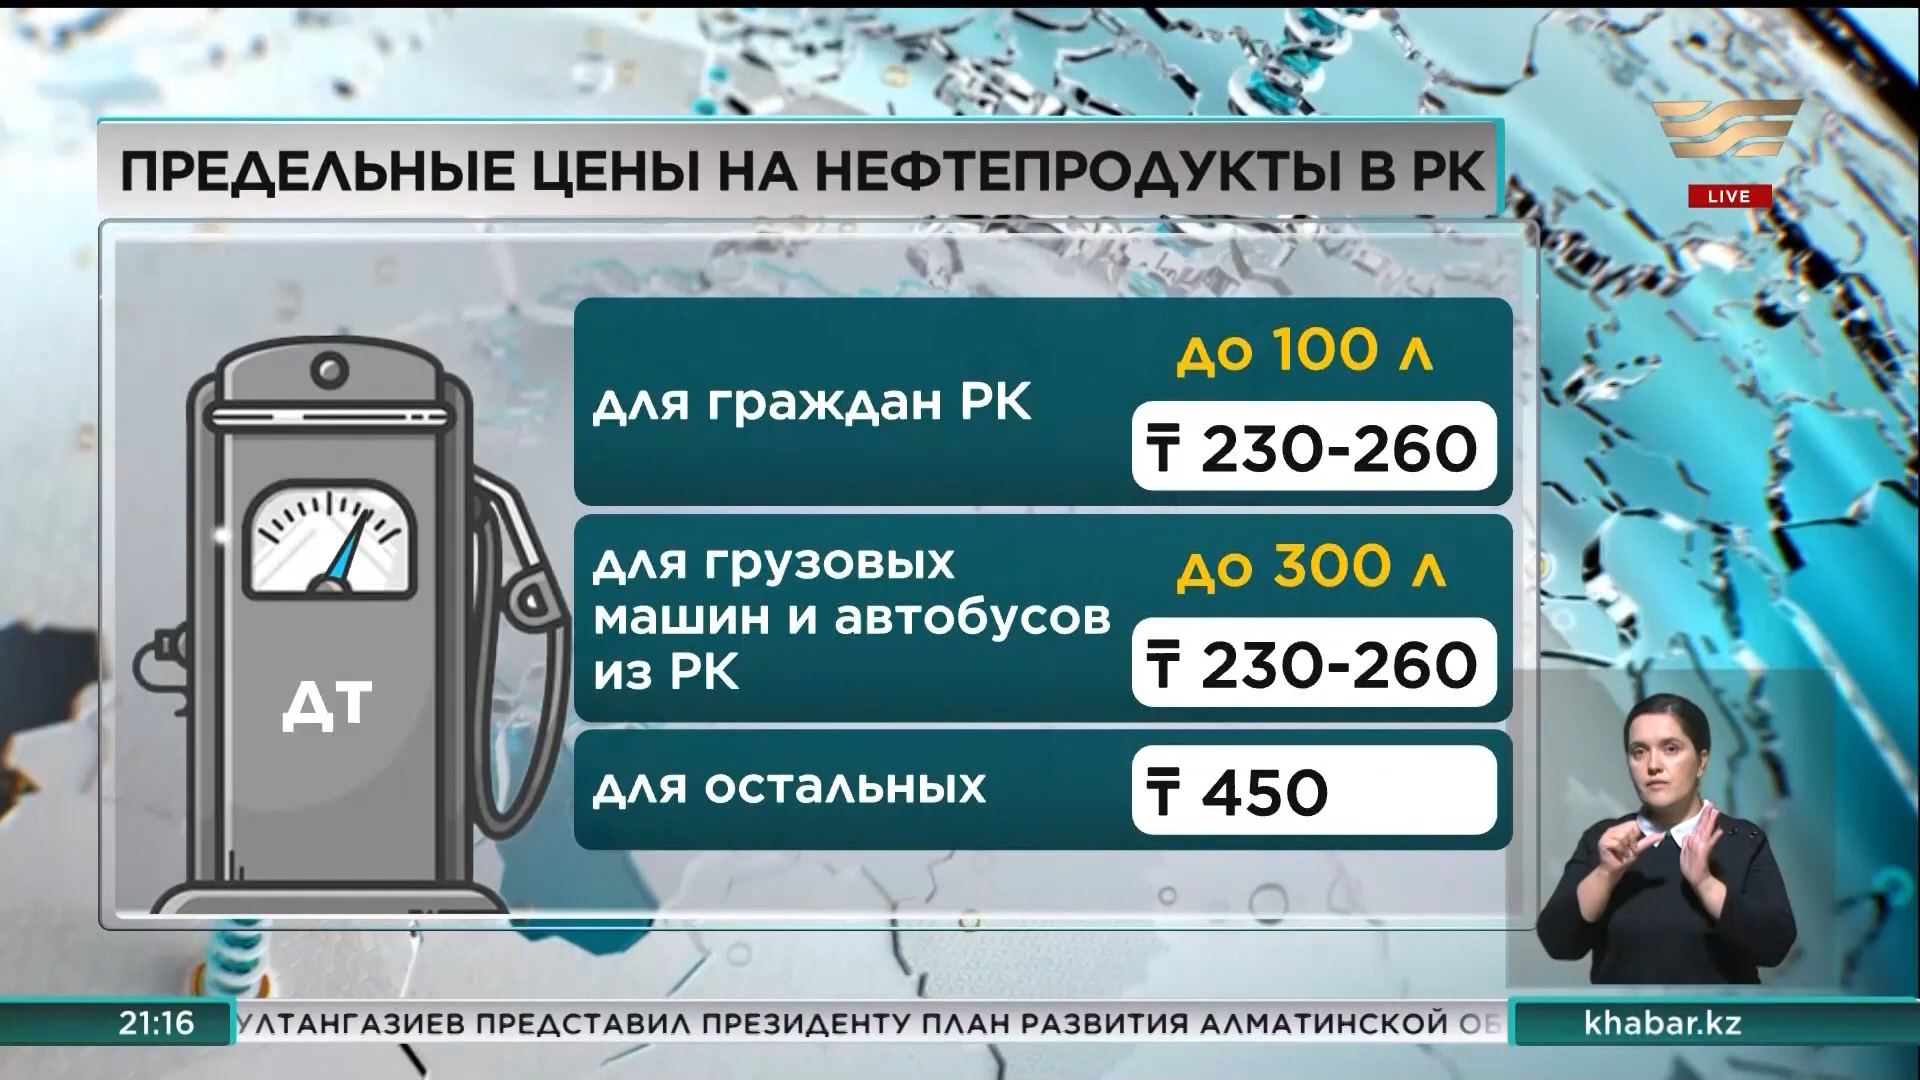 ПРЕДЕЛЬНЫЕ ЦЕНЫ НА НЕФТЕПРОДУКТЫ В РК
LIVE
ДТ
для граждан РК
до 100 л
₸ 230-260
для грузовых
машин и автобусов
из РК
до 300 л
₸ 230-260
для остальных
₸ 450
21:16
УЛТАНГАЗИЕВ ПРЕДСТАВИЛ ПРЕЗИДЕНТУ ПЛАН РАЗВИТИЯ АЛМАТИНСКОЙ ОБ
khabar.kz